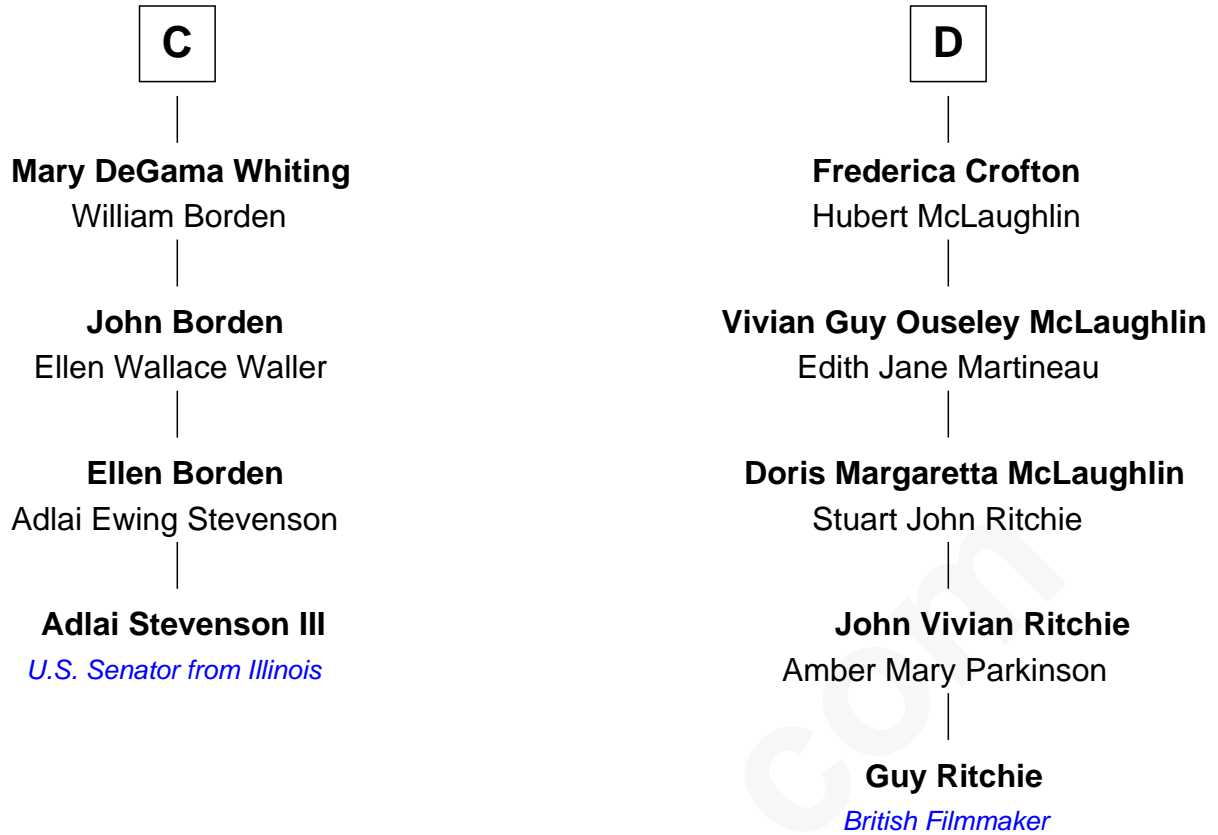 C
Mary DeGama Whiting
William Borden
John Borden
Ellen Wallace Waller
Ellen Borden
Adlai Ewing Stevenson
Adlai Stevenson III
U.S. Senator from Illinois
D
Frederica Crofton
Hubert McLaughlin
Vivian Guy Ouseley McLaughlin
Edith Jane Martineau
Doris Margaretta McLaughlin
Stuart John Ritchie
John Vivian Ritchie
Amber Mary Parkinson
Guy Ritchie
British Filmmaker
com